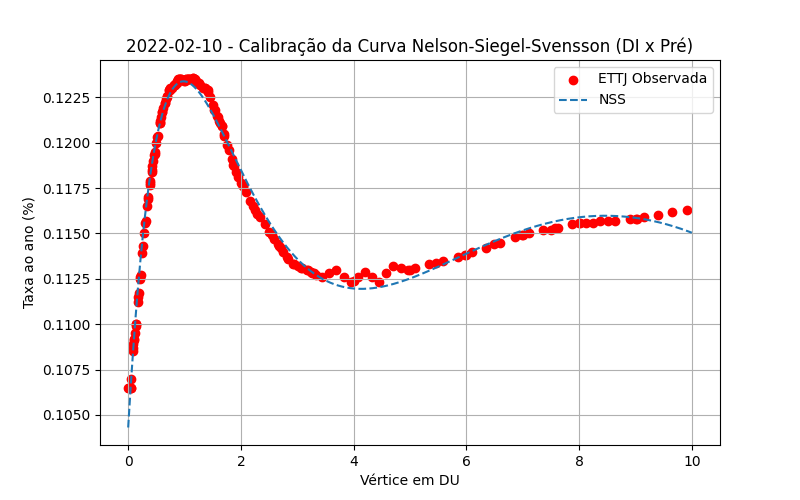 2022-02-10 - Calibração da Curva Nelson-Siegel-Svensson (DI x Pré)
ETTJ Observada
NSS
Taxa ao ano (%)
0.1225
0.1200
0.1175
0.1150
0.1125
0.1100
0.1075
0.1050
0 2 4 6 8 10
Vértice em DU